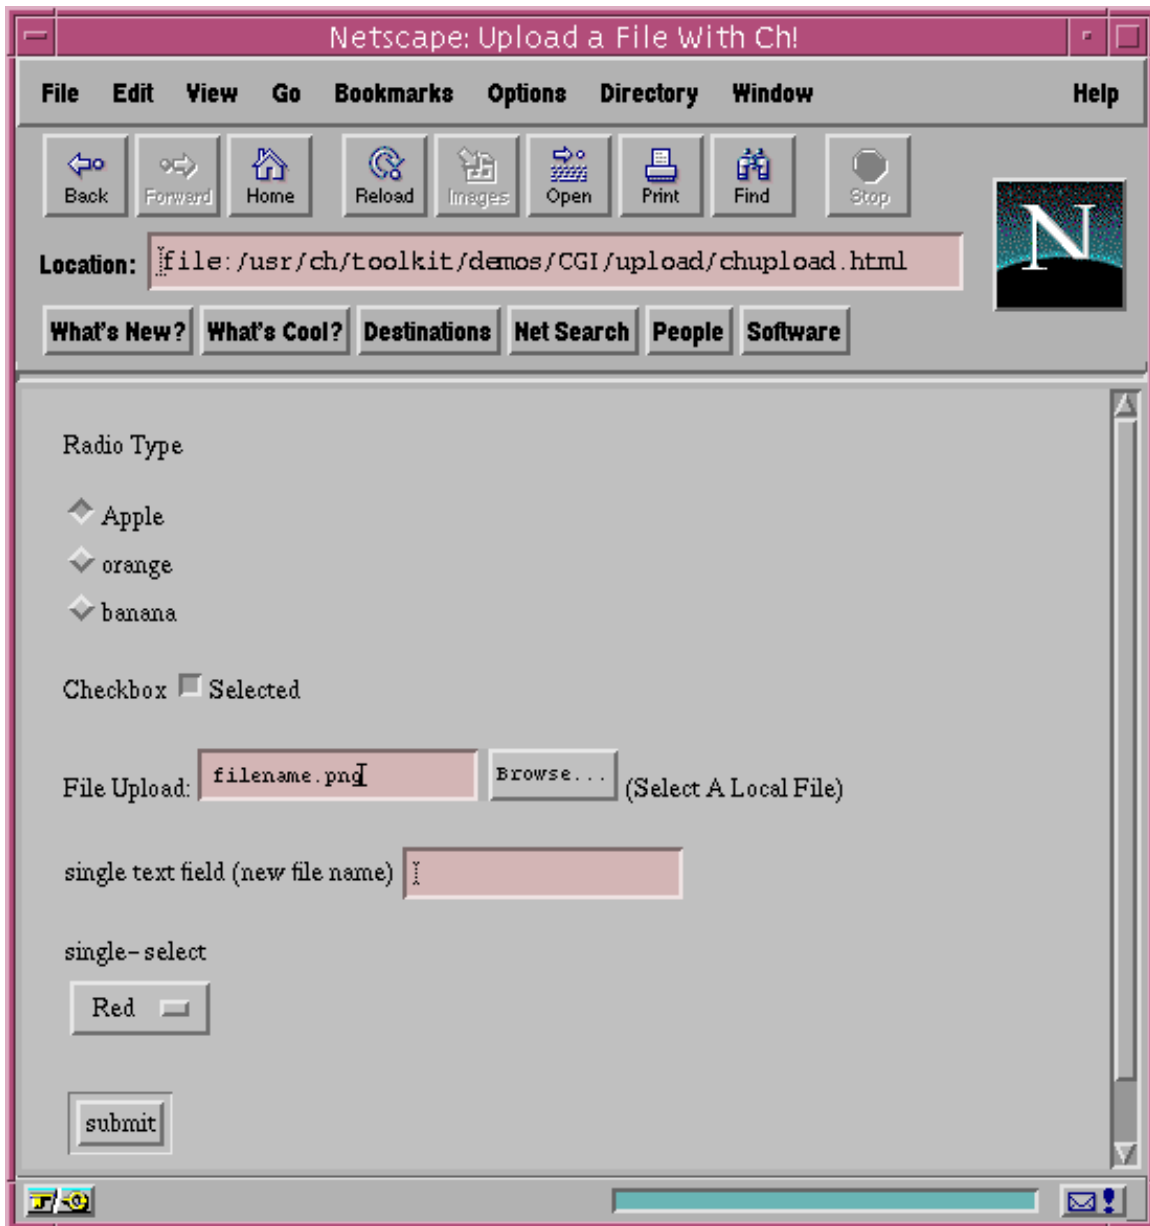 Netscape: Upload a File With Ch!
File Edit View Go Bookmarks Options Directory Window Help
Back Forward Home Reload Images Open Print Find Stop
N
Location: file:/usr/ch/toolkit/demos/CGI/upload/chupload.html
What's New? What's Cool? Destinations Net Search People Software
Radio Type
Apple
orange
banana
Checkbox Selected
File Upload: filename.png Browse... (Select A Local File)
single text field (new file name)
single-select
Red
submit